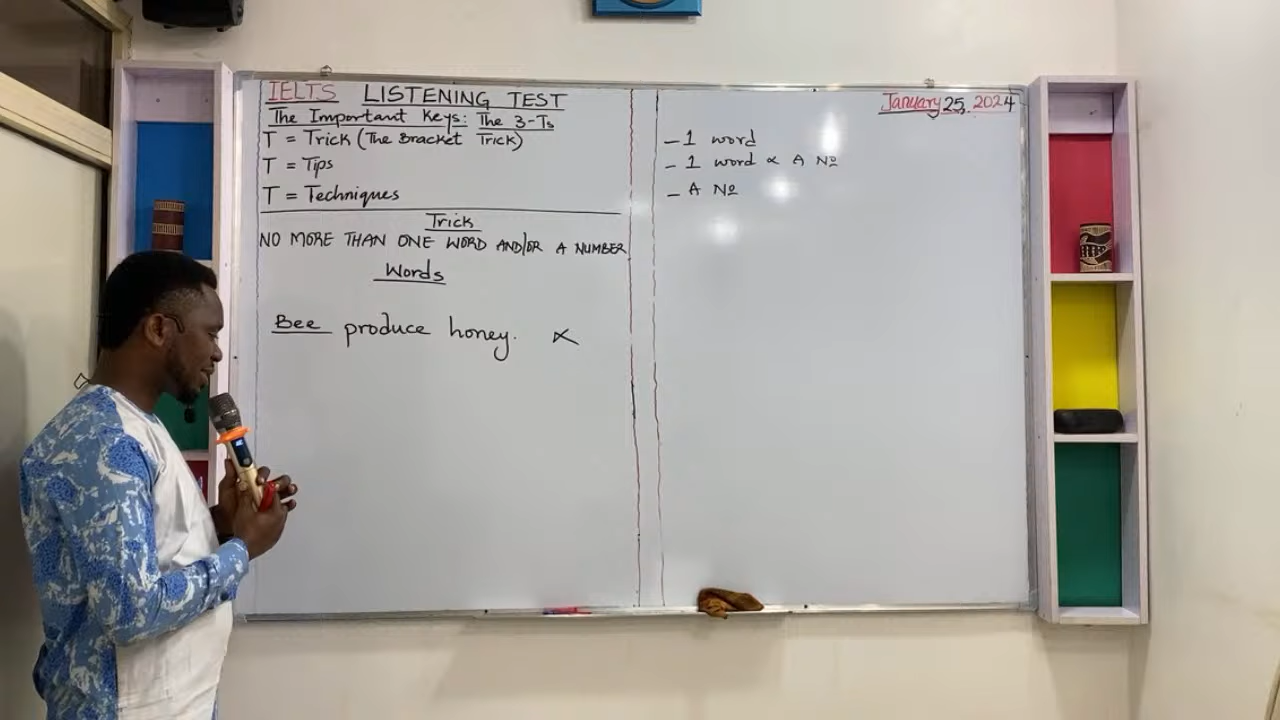 IELTS LISTENING TEST
The Important Keys: The 3-Ts
T = Trick (The Bracket Trick)
T = Tips
T = Techniques
Trick
NO MORE THAN ONE WORD AND/OR A NUMBER
Words
Bee produce honey. ∝
January 25, 2024
- 1 word
- 1 word ∝ A Nº
- A Nº